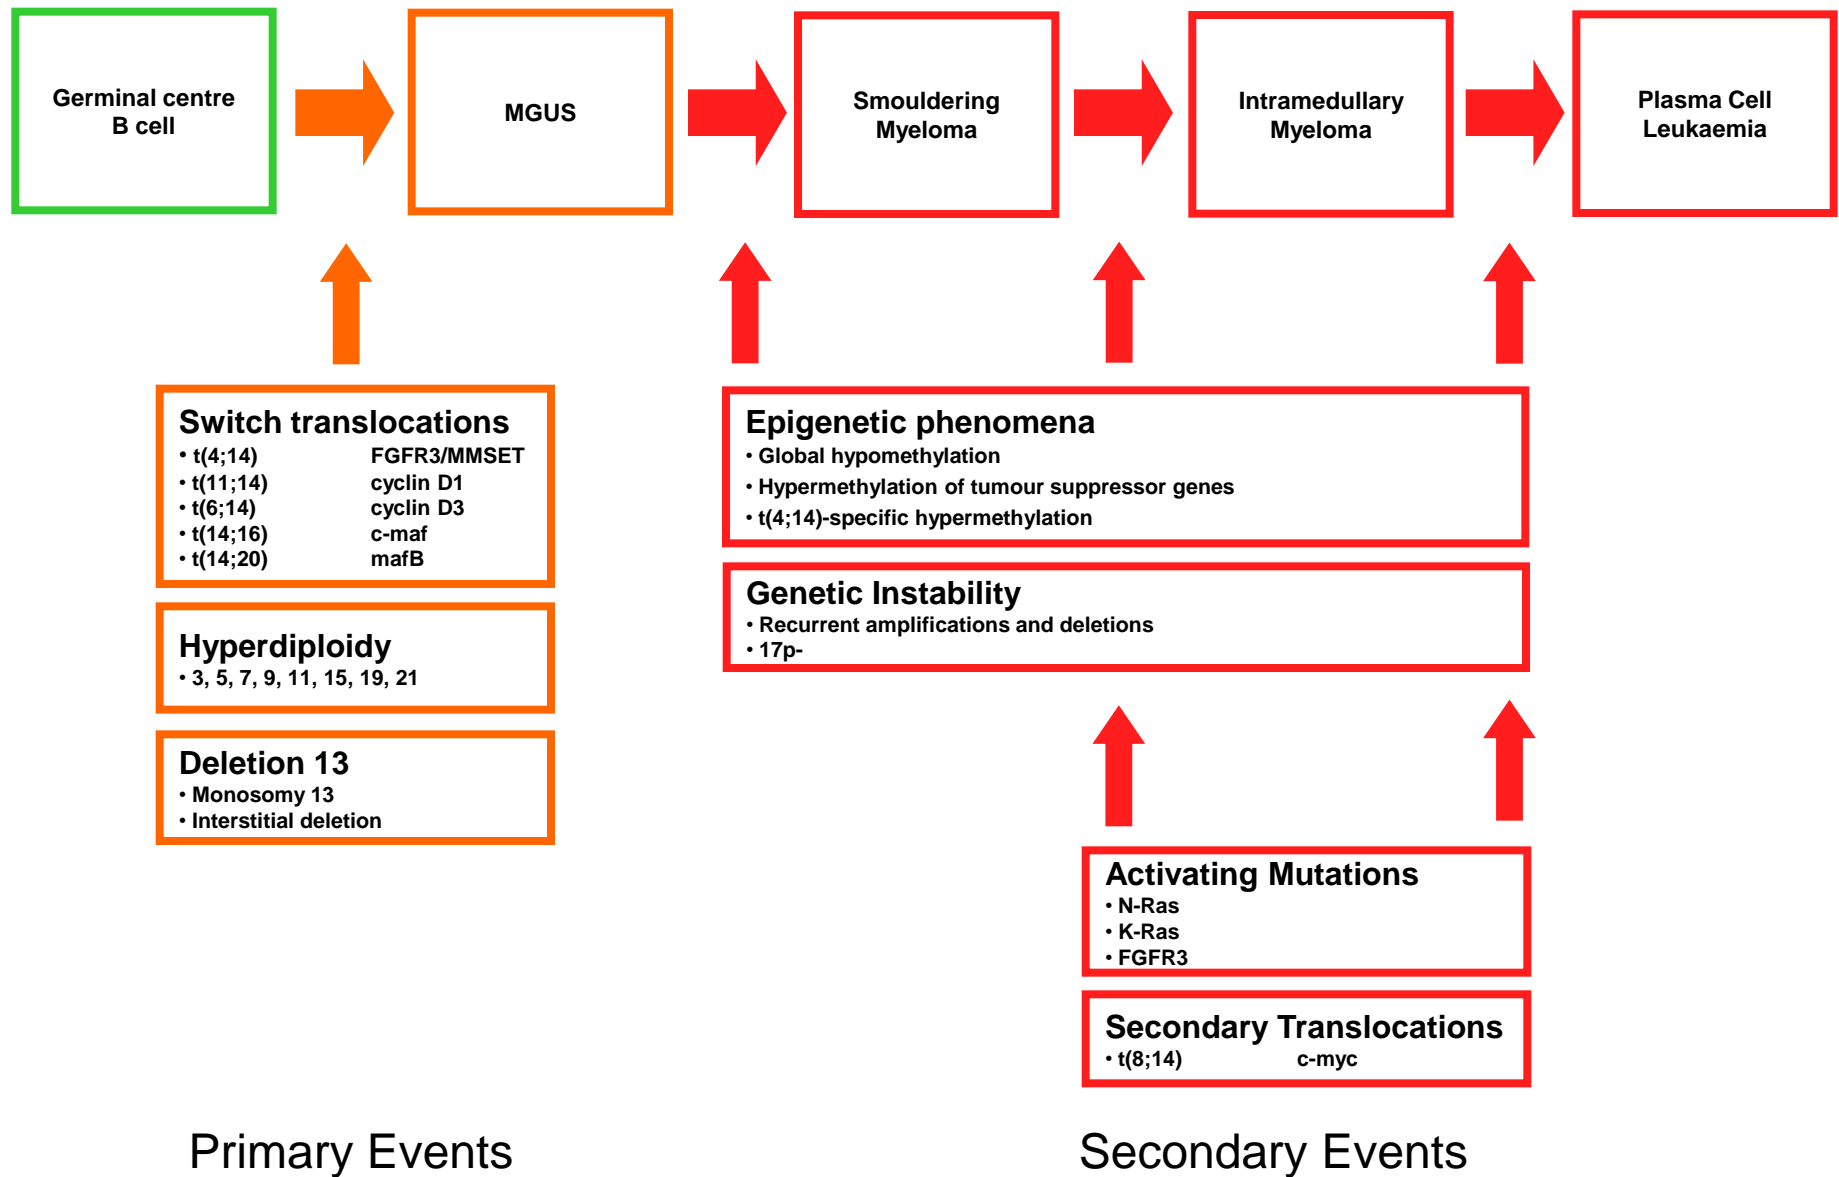 Germinal centre
B cell
MGUS
Smouldering
Myeloma
Intramedullary
Myeloma
Plasma Cell
Leukaemia
Switch translocations
• t(4;14) FGFR3/MMSET
• t(11;14) cyclin D1
• t(6;14) cyclin D3
• t(14;16) c-maf
• t(14;20) mafB
Hyperdiploidy
• 3, 5, 7, 9, 11, 15, 19, 21
Deletion 13
• Monosomy 13
• Interstitial deletion
Epigenetic phenomena
• Global hypomethylation
• Hypermethylation of tumour suppressor genes
• t(4;14)-specific hypermethylation
Genetic Instability
• Recurrent amplifications and deletions
• 17p-
Activating Mutations
• N-Ras
• K-Ras
• FGFR3
Secondary Translocations
• t(8;14) c-myc
Primary Events
Secondary Events